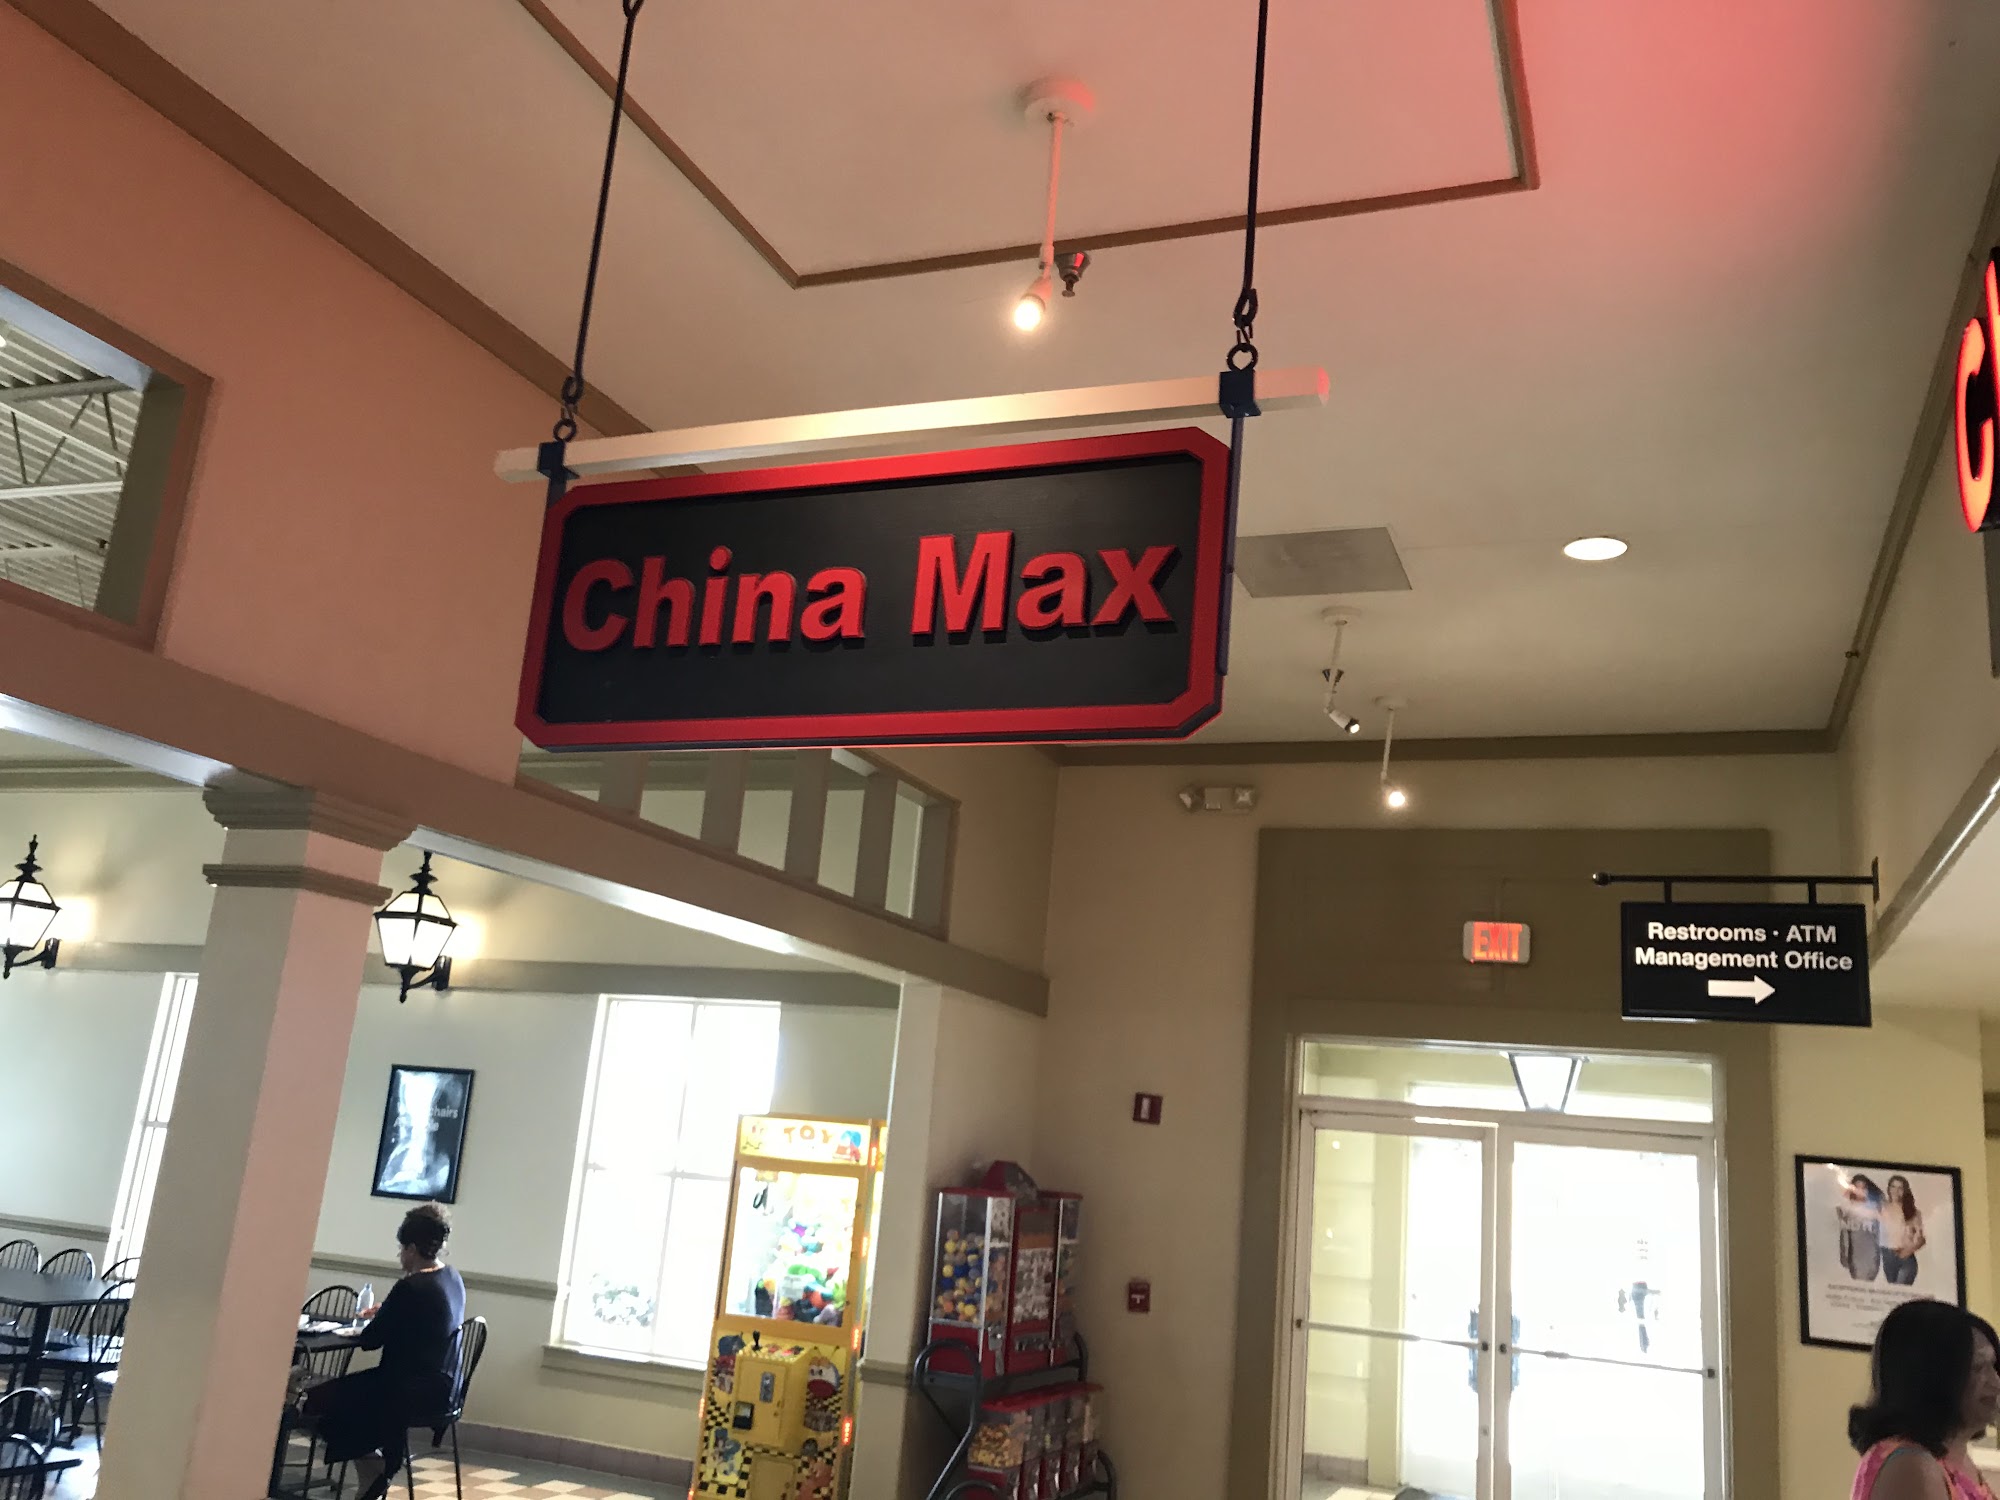 China Max
Restrooms · ATM
Management Office
EXIT
TOY